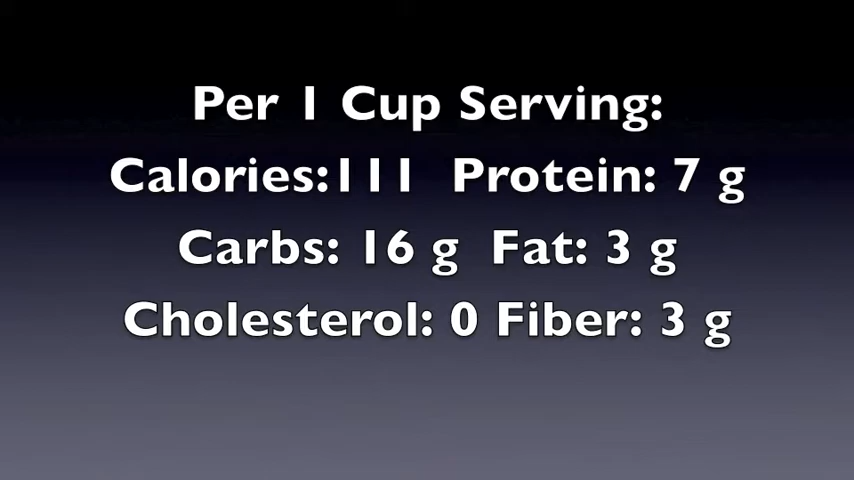 Per 1 Cup Serving:
Calories:111 Protein: 7 g
Carbs: 16 g Fat: 3 g
Cholesterol: 0 Fiber: 3 g